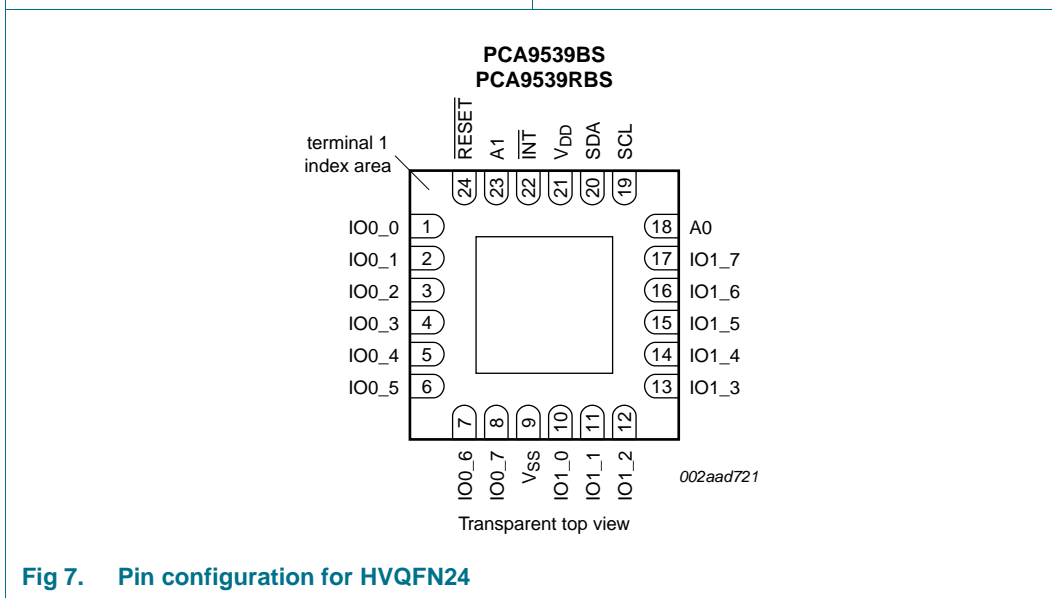 PCA9539BS
PCA9539RBS
terminal 1
index area
RESET
A1
INT
VDD
SDA
SCL
24
23
22
21
20
19
IO0_0 1
IO0_1 2
IO0_2 3
IO0_3 4
IO0_4 5
IO0_5 6
18 A0
17 IO1_7
16 IO1_6
15 IO1_5
14 IO1_4
13 IO1_3
7
8
9
10
11
12
IO0_6
IO0_7
VSS
IO1_0
IO1_1
IO1_2
002aad721
Transparent top view
Fig 7. Pin configuration for HVQFN24